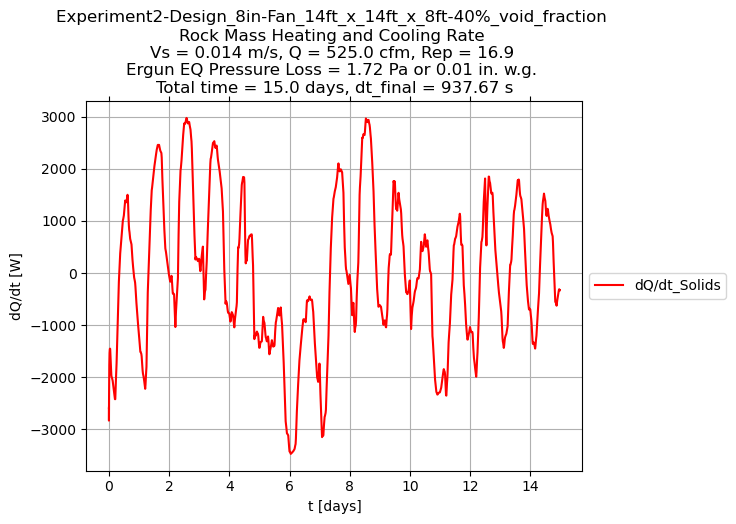 Experiment2-Design_8in-Fan_14ft_x_14ft_x_8ft-40%_void_fraction
Rock Mass Heating and Cooling Rate
Vs = 0.014 m/s, Q = 525.0 cfm, Rep = 16.9
Ergun EQ Pressure Loss = 1.72 Pa or 0.01 in. w.g.
Total time = 15.0 days, dt_final = 937.67 s
3000
2000
1000
0
−1000
−2000
−3000
dQ/dt [W]
0 2 4 6 8 10 12 14
t [days]
dQ/dt_Solids